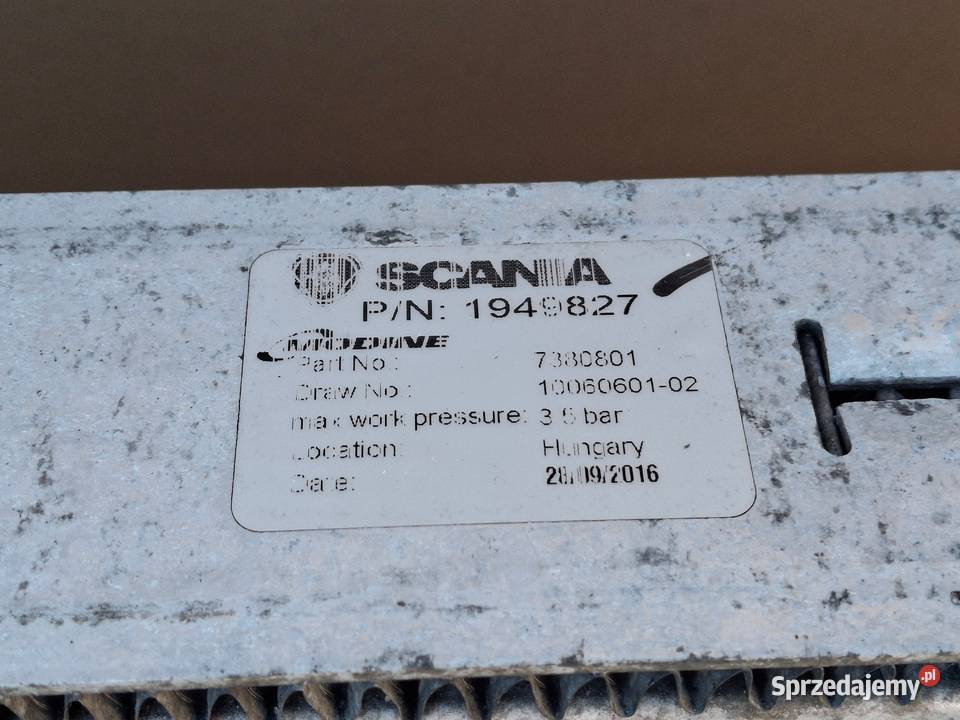 SCANIA
P/N: 1949827
Part No.: 7380801
Draw No.: 10060601-02
max work pressure: 3.5 bar
Location: Hungary
Date: 28/09/2016
Sprzedajemy.pl